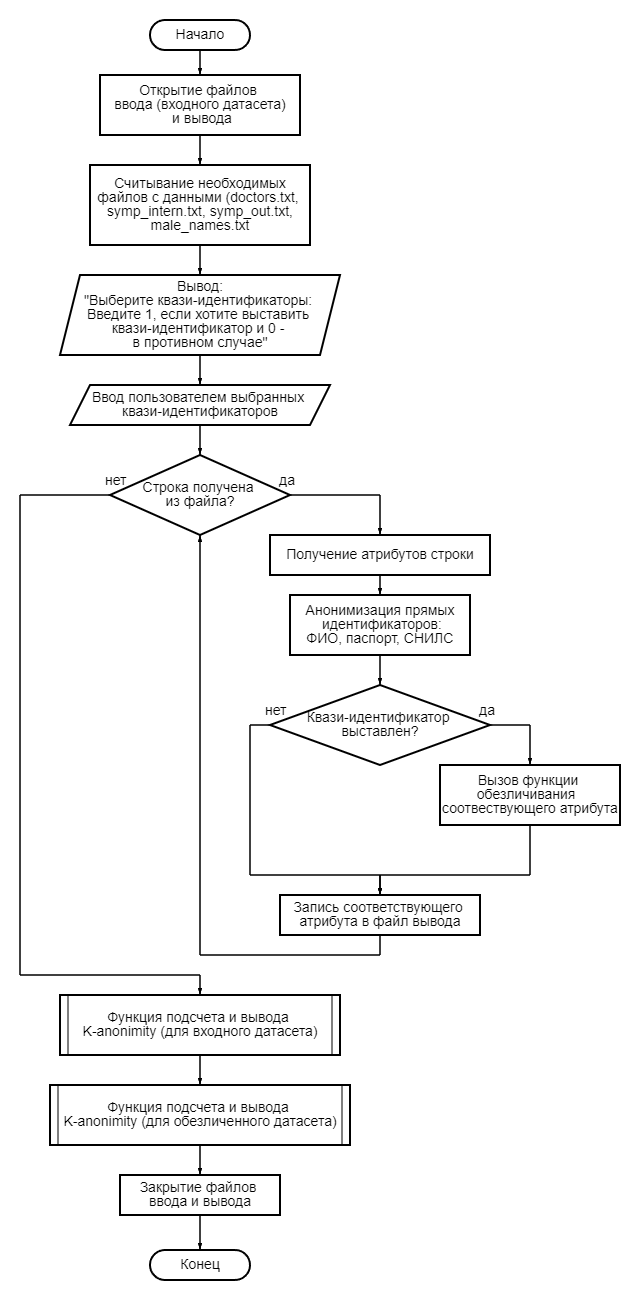 Начало
Открытие файлов
ввода (входного датасета)
и вывода
Считывание необходимых
файлов с данными (doctors.txt,
symp_intern.txt, symp_out.txt,
male_names.txt
Вывод:
"Выберите квази-идентификаторы:
Введите 1, если хотите выставить
квази-идентификатор и 0 -
в противном случае"
Ввод пользователем выбранных
квази-идентификаторов
нет
Строка получена
из файла?
да
Получение атрибутов строки
Анонимизация прямых
идентификаторов:
ФИО, паспорт, СНИЛС
нет
Квази-идентификатор
выставлен?
да
Вызов функции
обезличивания
соотвествующего атрибута
Запись соответствующего
атрибута в файл вывода
Функция подсчета и вывода
K-anonimity (для входного датасета)
Функция подсчета и вывода
K-anonimity (для обезличенного датасета)
Закрытие файлов
ввода и вывода
Конец